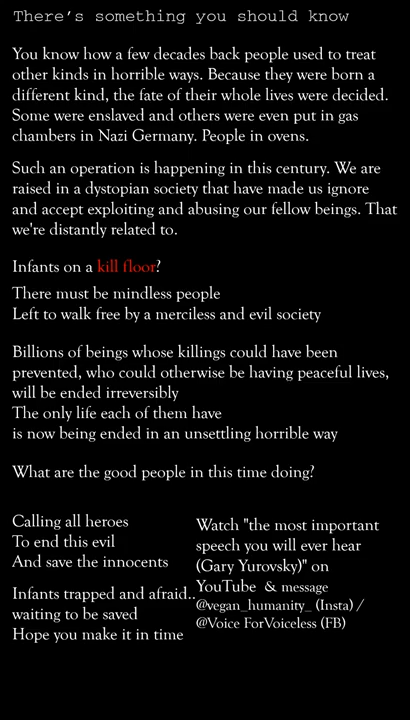 There's something you should know
You know how a few decades back people used to treat
other kinds in horrible ways. Because they were born a
different kind, the fate of their whole lives were decided.
Some were enslaved and others were even put in gas
chambers in Nazi Germany. People in ovens.
Such an operation is happening in this century. We are
raised in a dystopian society that have made us ignore
and accept exploiting and abusing our fellow beings. That
we're distantly related to.
Infants on a kill floor?
There must be mindless people
Left to walk free by a merciless and evil society
Billions of beings whose killings could have been
prevented, who could otherwise be having peaceful lives,
will be ended irreversibly
The only life each of them have
is now being ended in an unsettling horrible way
What are the good people in this time doing?
Calling all heroes
To end this evil
And save the innocents
Infants trapped and afraid..
waiting to be saved
Hope you make it in time
Watch "the most important
speech you will ever hear
(Gary Yurovsky)" on
YouTube & message
@vegan_humanity_ (Insta) /
@Voice ForVoiceless (FB)